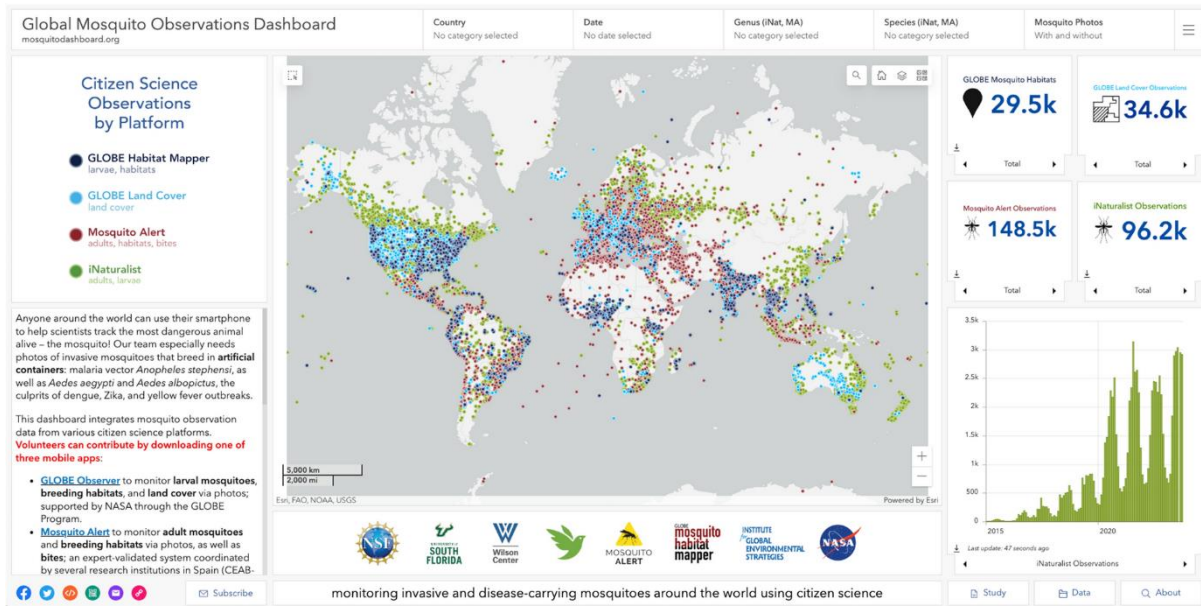 Global Mosquito Observations Dashboard
mosquitodashboard.org
Country
No category selected
Date
No date selected
Genus (iNat, MA)
No category selected
Species (iNat, MA)
No category selected
Mosquito Photos
With and without
Citizen Science
Observations
by Platform
GLOBE Habitat Mapper
larvae, habitats
GLOBE Land Cover
land cover
Mosquito Alert
adults, habitats, bites
iNaturalist
adults, larvae
Anyone around the world can use their smartphone
to help scientists track the most dangerous animal
alive – the mosquito! Our team especially needs
photos of invasive mosquitoes that breed in artificial
containers: malaria vector Anopheles stephensi, as
well as Aedes aegypti and Aedes albopictus, the
culprits of dengue, Zika, and yellow fever outbreaks.
This dashboard integrates mosquito observation
data from various citizen science platforms.
Volunteers can contribute by downloading one of
three mobile apps:
• GLOBE Observer to monitor larval mosquitoes,
breeding habitats, and land cover via photos;
supported by NASA through the GLOBE
Program.
• Mosquito Alert to monitor adult mosquitoes
and breeding habitats via photos, as well as
bites; an expert-validated system coordinated
by several research institutions in Spain (CEAB-
Subscribe
5,000 km
2,000 mi
Esri, FAO, NOAA, USGS
Powered by Esri
+
−
NSF
SOUTH
FLORIDA
Wilson
Center
MOSQUITO
ALERT
GLOBE
mosquito
habitat
mapper
INSTITUTE
for GLOBAL
ENVIRONMENTAL
STRATEGIES
NASA
monitoring invasive and disease-carrying mosquitoes around the world using citizen science
GLOBE Mosquito Habitats
29.5k
Total
GLOBE Land Cover Observations
34.6k
Total
Mosquito Alert Observations
148.5k
Total
iNaturalist Observations
96.2k
Total
3.5k
3k
2.5k
2k
1.5k
1k
500
0
2015
2020
Last update: 47 seconds ago
iNaturalist Observations
Study
Data
About